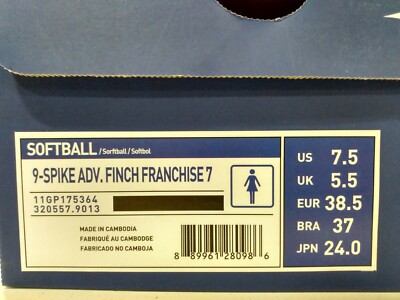 SOFTBALL / Sorftball / Softbol
9-SPIKE ADV. FINCH FRANCHISE 7
11GP175364
320557.9013
MADE IN CAMBODIA
FABRIQUÉ AU CAMBODGE
FABRICADO NO CAMBOJA
8 89961 28098 6
US 7.5
UK 5.5
EUR 38.5
BRA 37
JPN 24.0